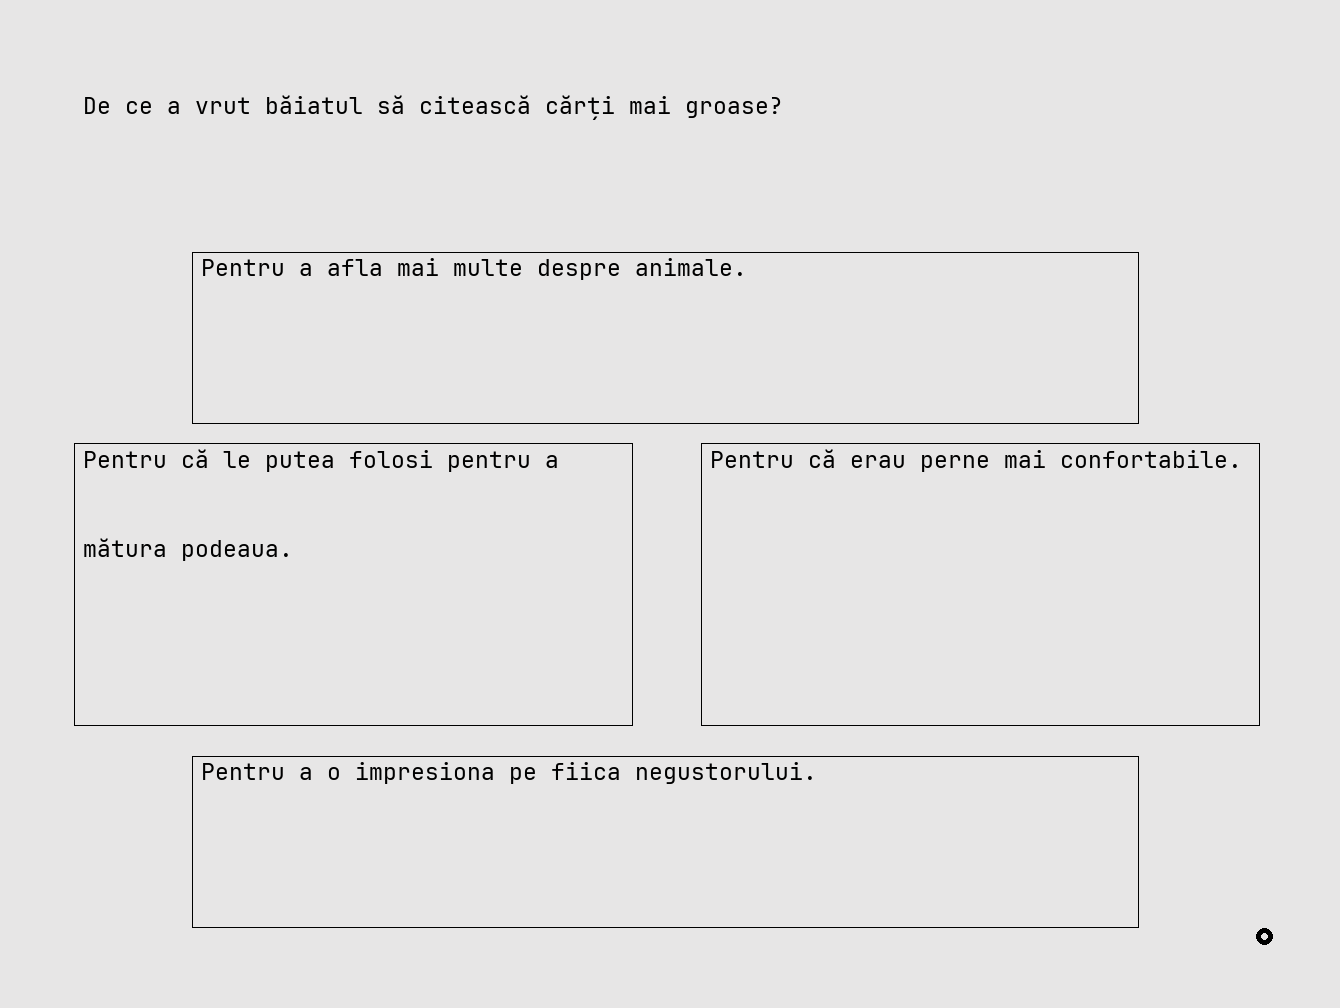 De ce a vrut băiatul să citească cărți mai groase?
Pentru a afla mai multe despre animale.
Pentru că le putea folosi pentru a
mătura podeaua.
Pentru că erau perne mai confortabile.
Pentru a o impresiona pe fiica negustorului.